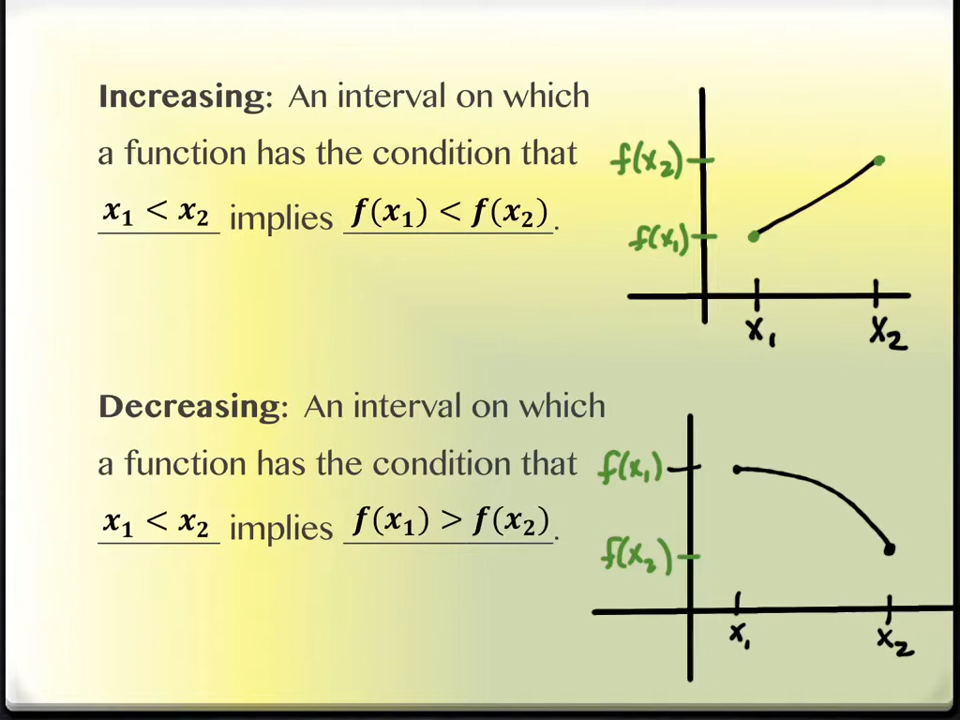 Increasing: An interval on which
a function has the condition that
x₁ < x₂ implies f(x₁) < f(x₂).
f(x₂)
f(x₁)
x₁ x₂
Decreasing: An interval on which
a function has the condition that
x₁ < x₂ implies f(x₁) > f(x₂).
f(x₁)
f(x₂)
x₁ x₂